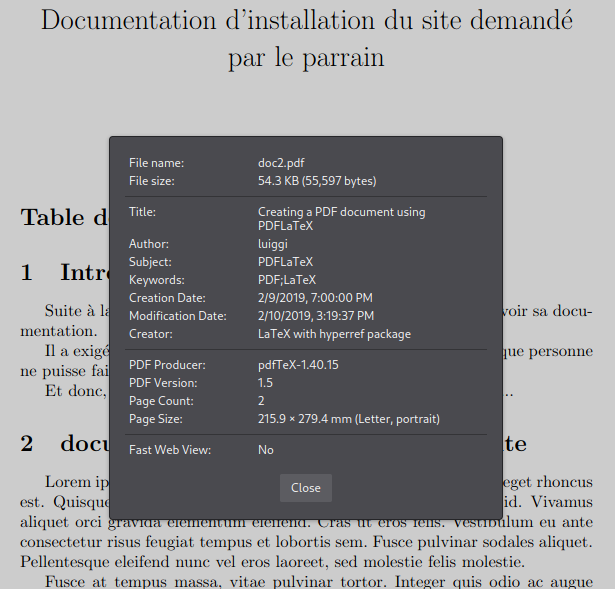 Documentation d'installation du site demandé
par le parrain
File name: doc2.pdf
File size: 54.3 KB (55,597 bytes)
Title: Creating a PDF document using
PDFLaTeX
Author: luiggi
Subject: PDFLaTeX
Keywords: PDF;LaTeX
Creation Date: 2/9/2019, 7:00:00 PM
Modification Date: 2/10/2019, 3:19:37 PM
Creator: LaTeX with hyperref package
PDF Producer: pdfTeX-1.40.15
PDF Version: 1.5
Page Count: 2
Page Size: 215.9 × 279.4 mm (Letter, portrait)
Fast Web View: No
Close
Table d
1 Intr
Suite à la voir sa docu-
mentation.
Il a exigé que personne
ne puisse fai
Et donc, ...
2 docu te
Lorem ip eget rhoncus
est. Quisque id. Vivamus
aliquet orci gravida elementum eleifend. Cras ut eros felis. Vestibulum eu ante
consectetur risus feugiat tempus et lobortis sem. Fusce pulvinar sodales aliquet.
Pellentesque eleifend nunc vel eros laoreet, sed molestie felis molestie.
Fusce at tempus massa, vitae pulvinar tortor. Integer quis odio ac augue